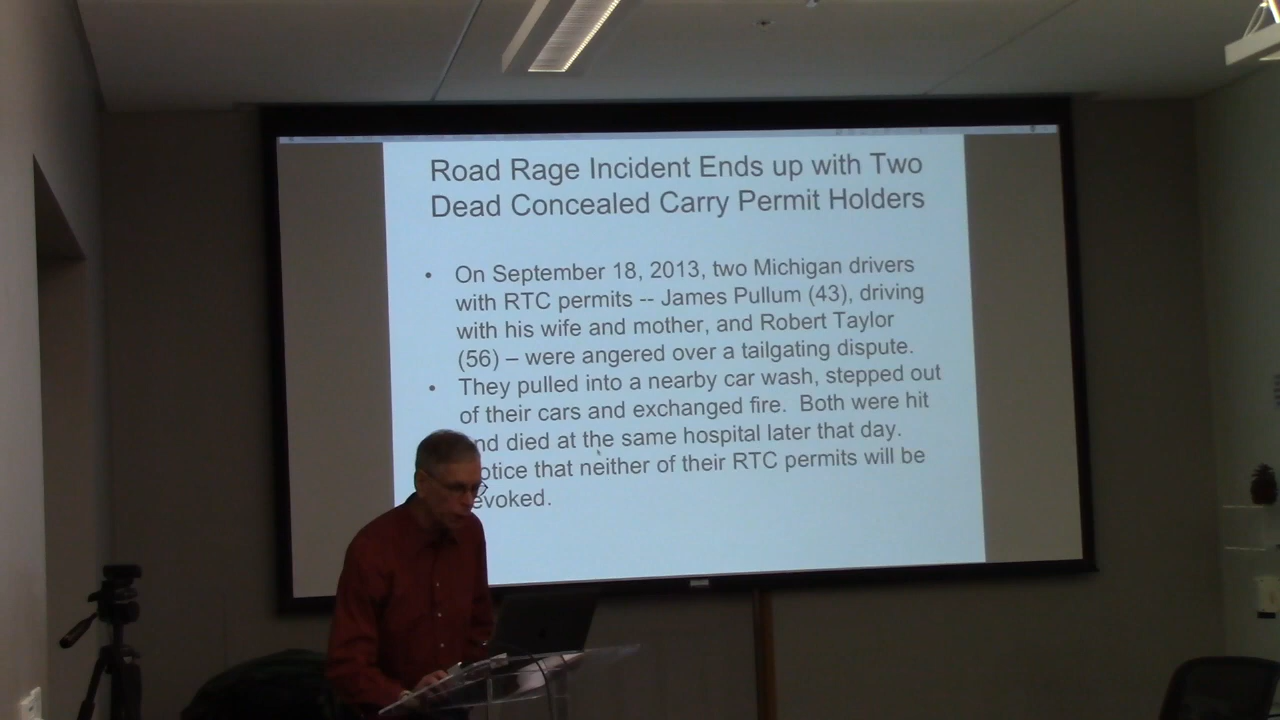 Road Rage Incident Ends up with Two
Dead Concealed Carry Permit Holders
• On September 18, 2013, two Michigan drivers
with RTC permits -- James Pullum (43), driving
with his wife and mother, and Robert Taylor
(56) – were angered over a tailgating dispute.
• They pulled into a nearby car wash, stepped out
of their cars and exchanged fire. Both were hit
nd died at the same hospital later that day.
otice that neither of their RTC permits will be
evoked.